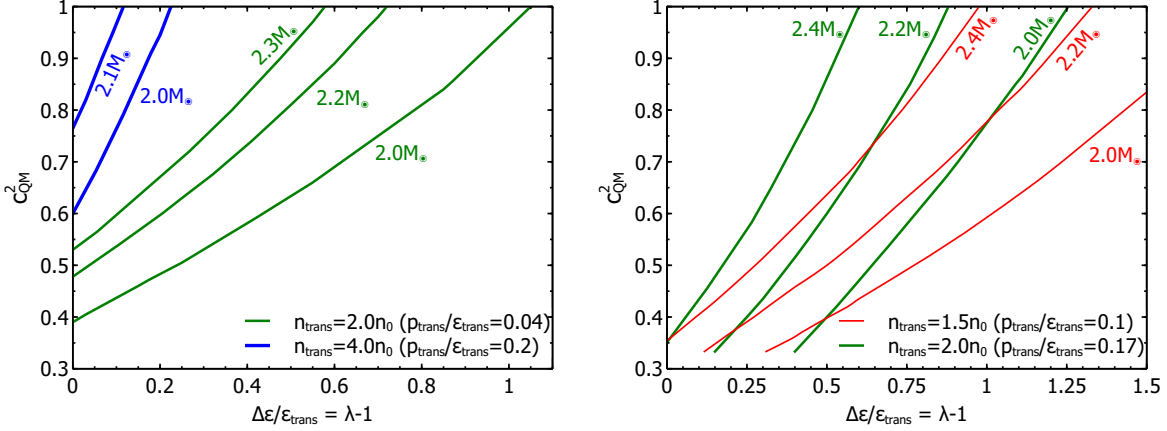 1
0.9
0.8
0.7
0.6
0.5
0.4
0.3
c²QM
0
0.2
0.4
0.6
0.8
1
Δε/εtrans = λ-1
2.1M☉
2.0M☉
2.3M☉
2.2M☉
2.0M☉
ntrans=2.0n0 (ptrans/εtrans=0.04)
ntrans=4.0n0 (ptrans/εtrans=0.2)
1
0.9
0.8
0.7
0.6
0.5
0.4
0.3
c²QM
0
0.25
0.5
0.75
1
1.25
1.5
Δε/εtrans = λ-1
2.4M☉
2.2M☉
2.4M☉
2.0M☉
2.2M☉
2.0M☉
ntrans=1.5n0 (ptrans/εtrans=0.1)
ntrans=2.0n0 (ptrans/εtrans=0.17)